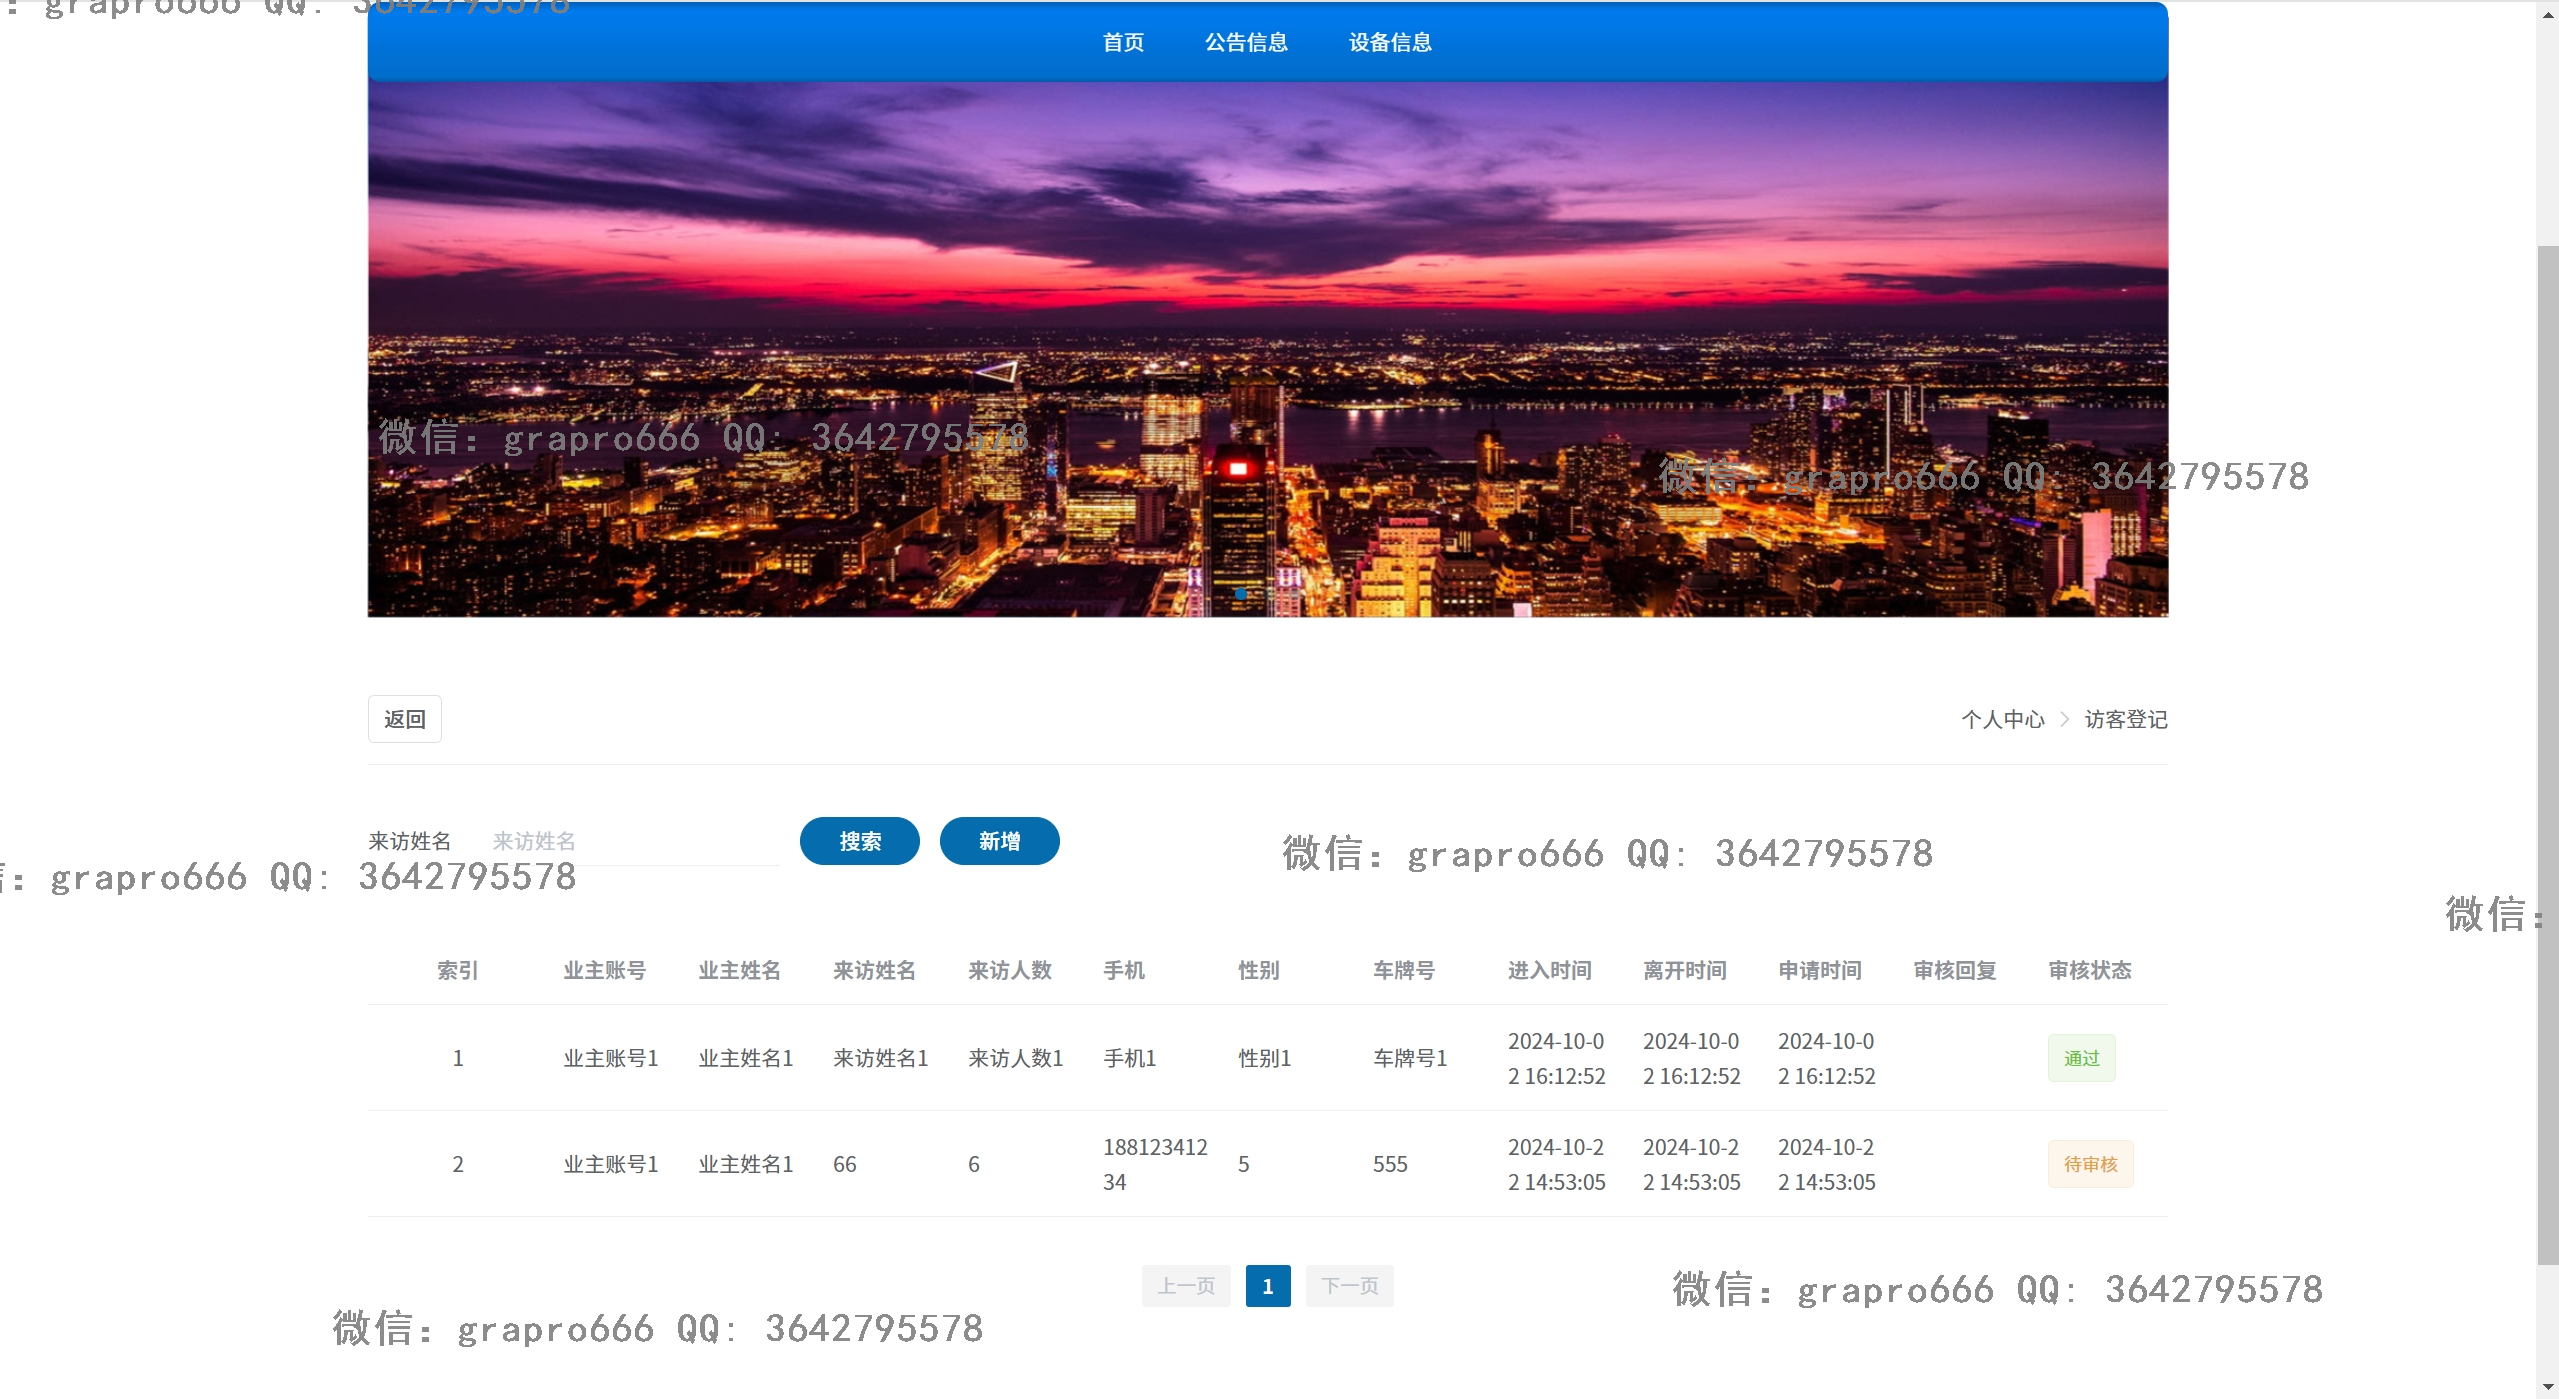 : grapro666 QQ: 3642795578
首页 公告信息 设备信息
微信: grapro666 QQ: 3642795578
微信: grapro666 QQ: 3642795578
返回
个人中心 > 访客登记
来访姓名 来访姓名 搜索 新增
微信: grapro666 QQ: 3642795578
信: grapro666 QQ: 3642795578
微信:
索引 业主账号 业主姓名 来访姓名 来访人数 手机 性别 车牌号 进入时间 离开时间 申请时间 审核回复 审核状态
1 业主账号1 业主姓名1 来访姓名1 来访人数1 手机1 性别1 车牌号1 2024-10-02 16:12:52 2024-10-02 16:12:52 2024-10-02 16:12:52 通过
2 业主账号1 业主姓名1 66 6 18812341234 5 555 2024-10-22 14:53:05 2024-10-22 14:53:05 2024-10-22 14:53:05 待审核
上一页 1 下一页
微信: grapro666 QQ: 3642795578
微信: grapro666 QQ: 3642795578